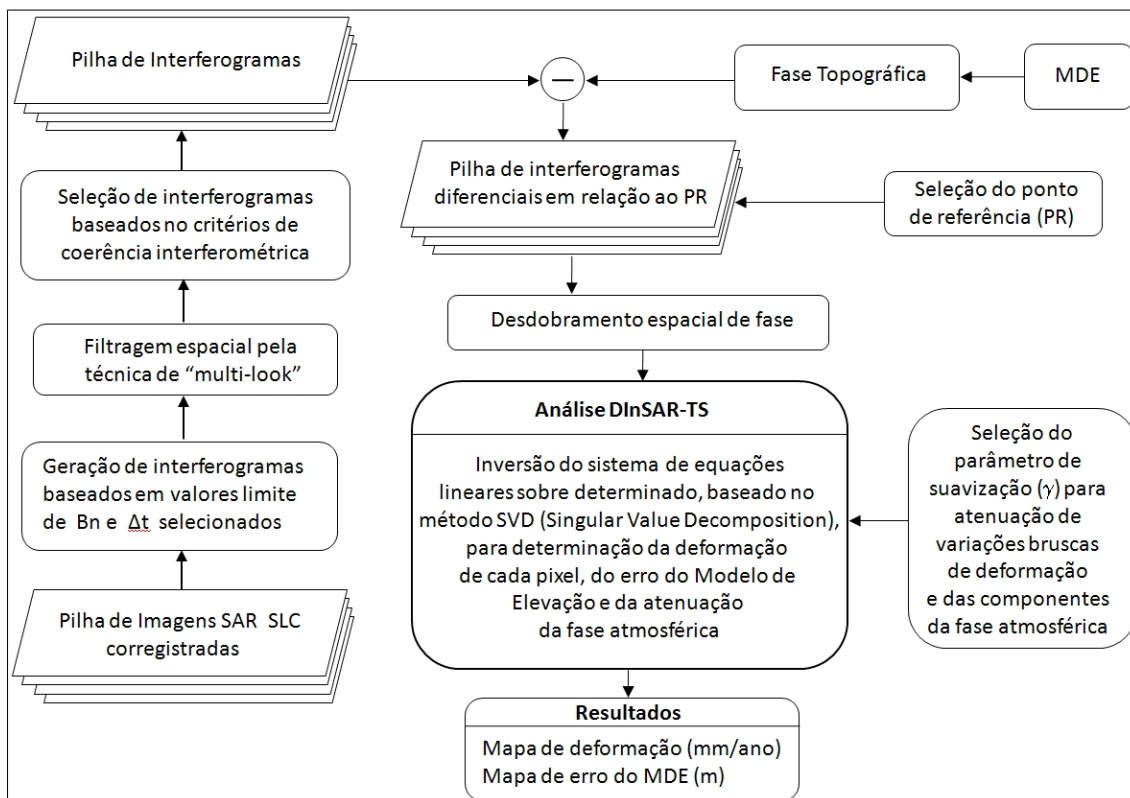 Pilha de Interferogramas
—
Fase Topográfica
MDE
Seleção de interferogramas
baseados no critérios de
coerência interferométrica
Pilha de interferogramas
diferenciais em relação ao PR
Seleção do ponto
de referência (PR)
Filtragem espacial pela
técnica de “multi-look”
Desdobramento espacial de fase
Geração de interferogramas
baseados em valores limite
de Bn e Δt selecionados
Pilha de Imagens SAR SLC
corregistradas
Análise DInSAR-TS
Inversão do sistema de equações
lineares sobre determinado, baseado no
método SVD (Singular Value Decomposition),
para determinação da deformação
de cada pixel, do erro do Modelo de
Elevação e da atenuação
da fase atmosférica
Seleção do
parâmetro de
suavização (γ) para
atenuação de
variações bruscas
de deformação
e das componentes
da fase atmosférica
Resultados
Mapa de deformação (mm/ano)
Mapa de erro do MDE (m)